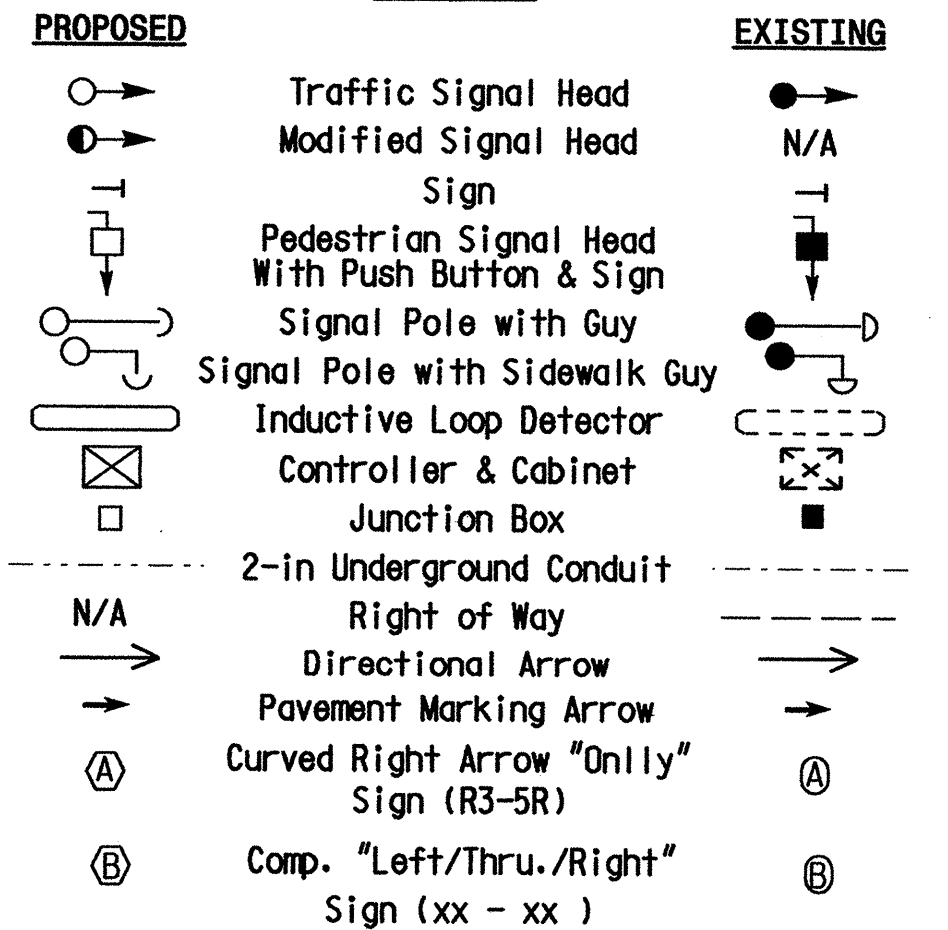 PROPOSED EXISTING
Traffic Signal Head
Modified Signal Head N/A
Sign
Pedestrian Signal Head
With Push Button & Sign
Signal Pole with Guy
Signal Pole with Sidewalk Guy
Inductive Loop Detector
Controller & Cabinet
Junction Box
2-in Underground Conduit
N/A Right of Way
Directional Arrow
Pavement Marking Arrow
A Curved Right Arrow "Onlly" A
Sign (R3-5R)
B Comp. "Left/Thru./Right" B
Sign (xx - xx )